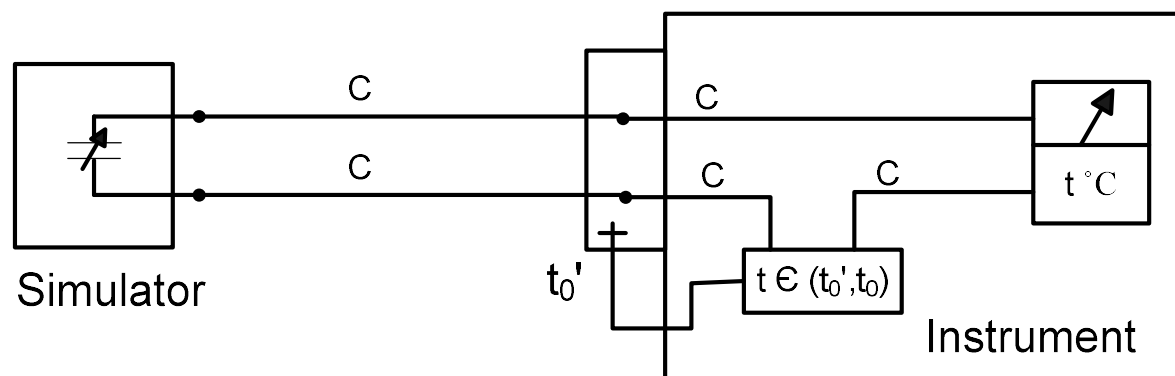 C
C
C
C
C
t °C
t Є (t₀',t₀)
t₀'
Simulator
Instrument